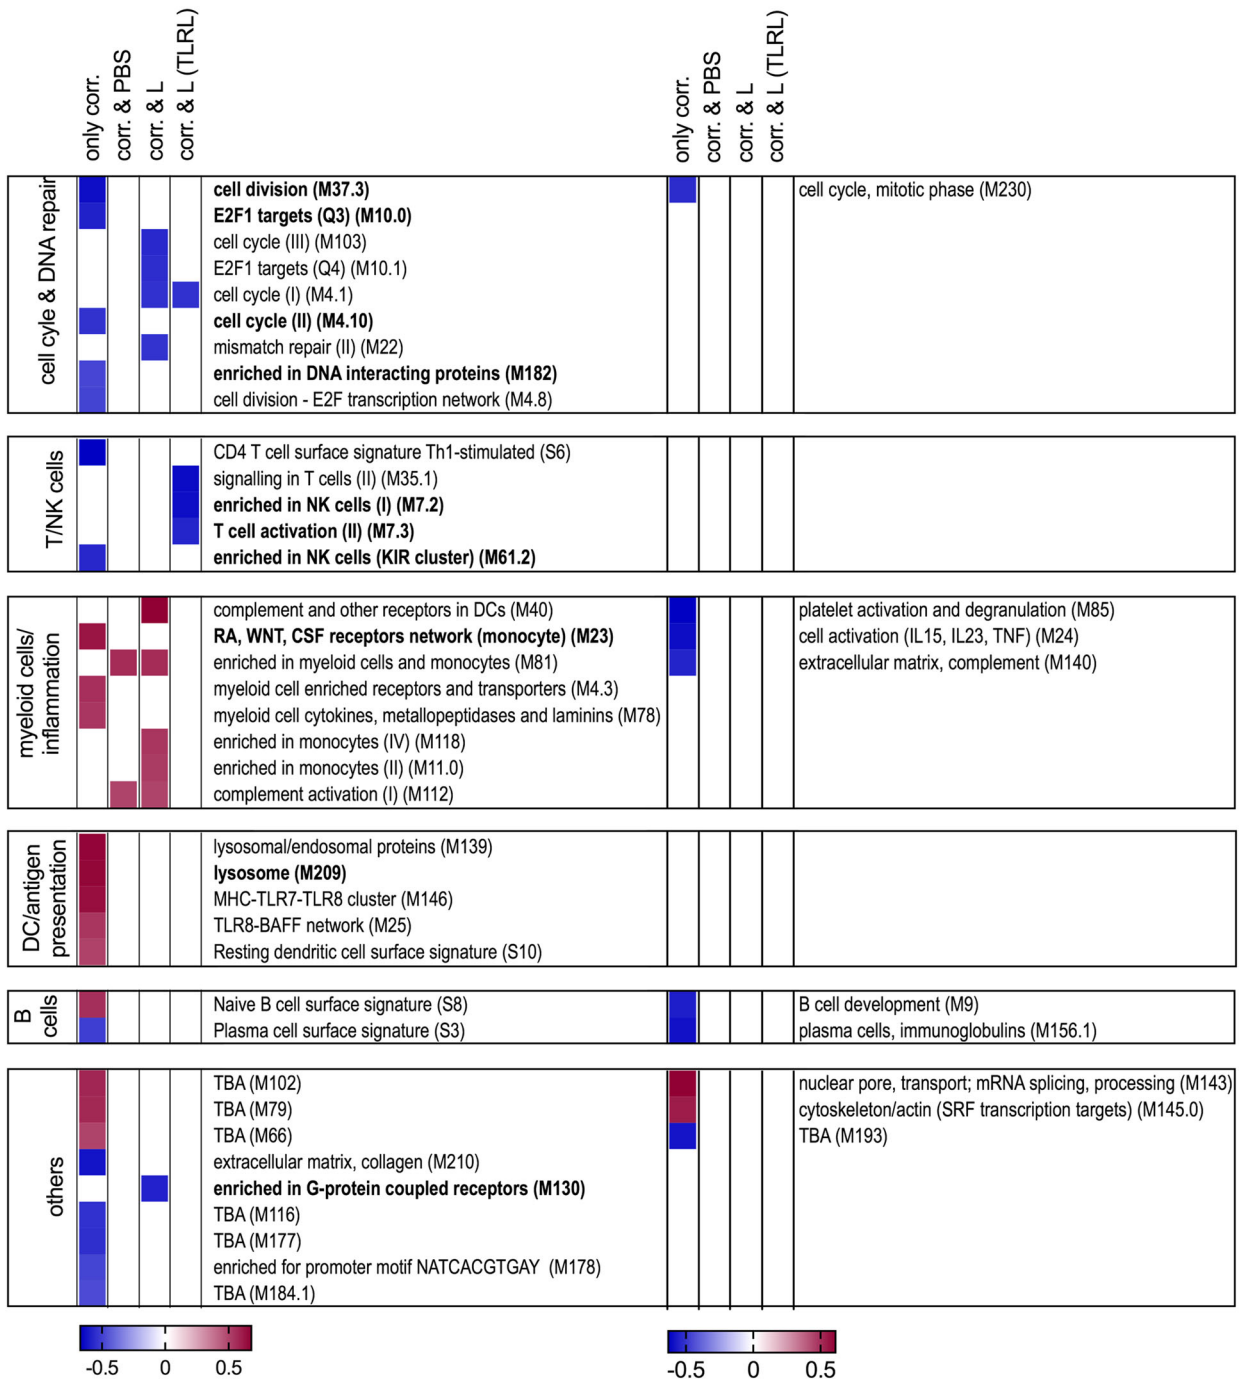 only corr.
corr. & PBS
corr. & L
corr. & L (TLRL)
only corr.
corr. & PBS
corr. & L
corr. & L (TLRL)
cell cyle & DNA repair
cell division (M37.3)
E2F1 targets (Q3) (M10.0)
cell cycle (III) (M103)
E2F1 targets (Q4) (M10.1)
cell cycle (I) (M4.1)
cell cycle (II) (M4.10)
mismatch repair (II) (M22)
enriched in DNA interacting proteins (M182)
cell division - E2F transcription network (M4.8)
cell cycle, mitotic phase (M230)
T/NK cells
CD4 T cell surface signature Th1-stimulated (S6)
signalling in T cells (II) (M35.1)
enriched in NK cells (I) (M7.2)
T cell activation (II) (M7.3)
enriched in NK cells (KIR cluster) (M61.2)
myeloid cells/
inflammation
complement and other receptors in DCs (M40)
RA, WNT, CSF receptors network (monocyte) (M23)
enriched in myeloid cells and monocytes (M81)
myeloid cell enriched receptors and transporters (M4.3)
myeloid cell cytokines, metallopeptidases and laminins (M78)
enriched in monocytes (IV) (M118)
enriched in monocytes (II) (M11.0)
complement activation (I) (M112)
platelet activation and degranulation (M85)
cell activation (IL15, IL23, TNF) (M24)
extracellular matrix, complement (M140)
DC/antigen
presentation
lysosomal/endosomal proteins (M139)
lysosome (M209)
MHC-TLR7-TLR8 cluster (M146)
TLR8-BAFF network (M25)
Resting dendritic cell surface signature (S10)
B
cells
Naive B cell surface signature (S8)
Plasma cell surface signature (S3)
B cell development (M9)
plasma cells, immunoglobulins (M156.1)
others
TBA (M102)
TBA (M79)
TBA (M66)
extracellular matrix, collagen (M210)
enriched in G-protein coupled receptors (M130)
TBA (M116)
TBA (M177)
enriched for promoter motif NATCACGTGAY (M178)
TBA (M184.1)
nuclear pore, transport; mRNA splicing, processing (M143)
cytoskeleton/actin (SRF transcription targets) (M145.0)
TBA (M193)
-0.5 0 0.5
-0.5 0 0.5